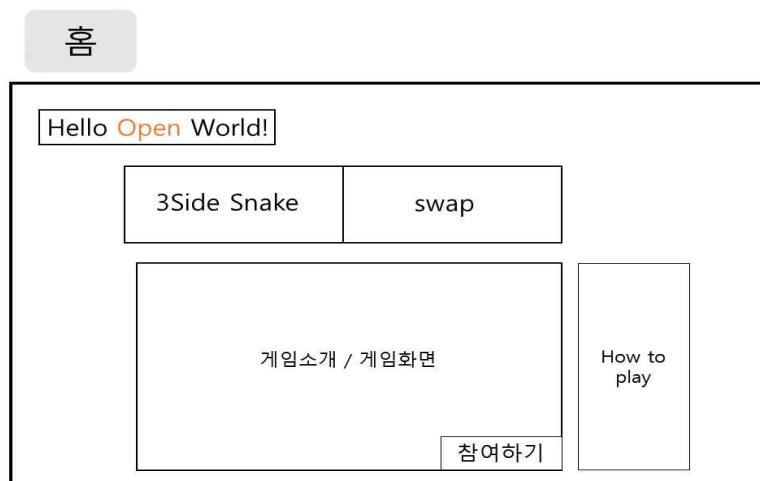 홈
Hello Open World!
3Side Snake
swap
게임소개 / 게임화면
How to
play
참여하기